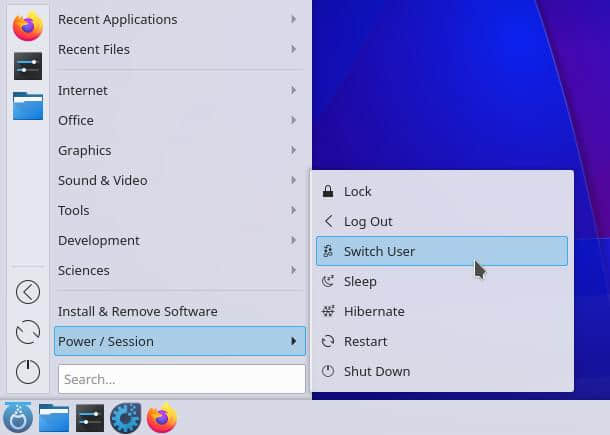 Recent Applications
Recent Files
Internet
Office
Graphics
Sound & Video
Tools
Development
Sciences
Install & Remove Software
Power / Session
Search...
Lock
Log Out
Switch User
Sleep
Hibernate
Restart
Shut Down